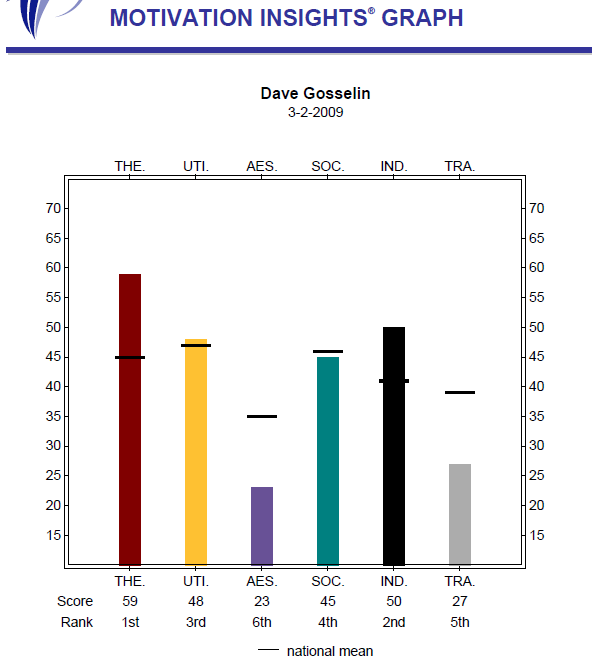 MOTIVATION INSIGHTS® GRAPH
Dave Gosselin
3-2-2009
THE. UTI. AES. SOC. IND. TRA.
70 70
65 65
60 60
55 55
50 50
45 45
40 40
35 35
30 30
25 25
20 20
15 15
THE. UTI. AES. SOC. IND. TRA.
Score 59 48 23 45 50 27
Rank 1st 3rd 6th 4th 2nd 5th
national mean